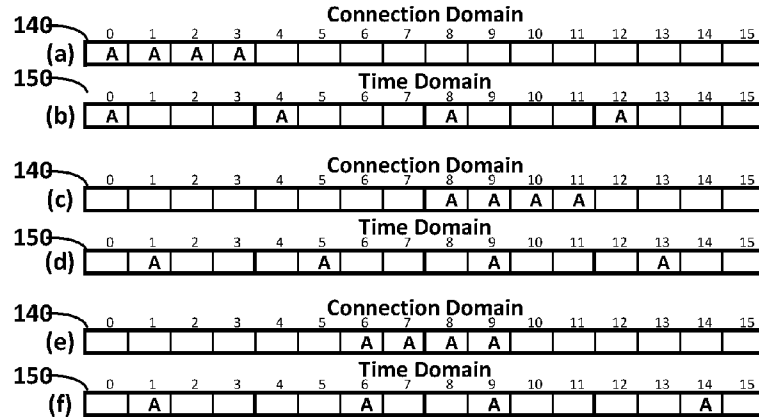 Connection Domain
140
0 1 2 3 4 5 6 7 8 9 10 11 12 13 14 15
(a) A A A A
Time Domain
150
0 1 2 3 4 5 6 7 8 9 10 11 12 13 14 15
(b) A A A A
Connection Domain
140
0 1 2 3 4 5 6 7 8 9 10 11 12 13 14 15
(c) A A A A
Time Domain
150
0 1 2 3 4 5 6 7 8 9 10 11 12 13 14 15
(d) A A A A
Connection Domain
140
0 1 2 3 4 5 6 7 8 9 10 11 12 13 14 15
(e) A A A A
Time Domain
150
0 1 2 3 4 5 6 7 8 9 10 11 12 13 14 15
(f) A A A A